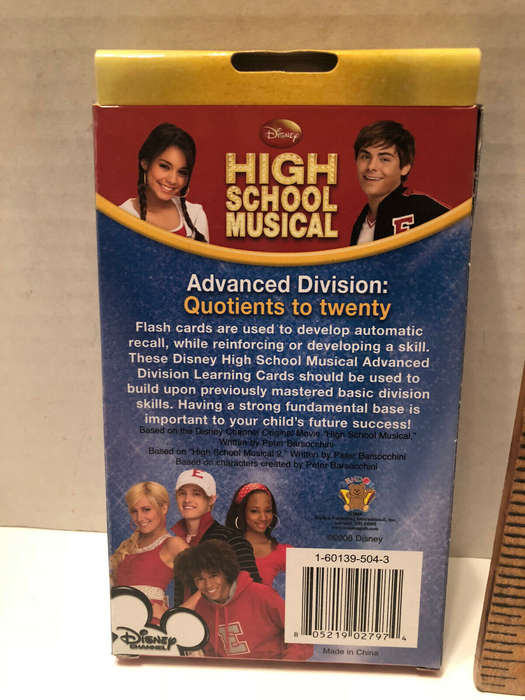 Disney
HIGH
SCHOOL
MUSICAL
E
Advanced Division:
Quotients to twenty
Flash cards are used to develop automatic
recall, while reinforcing or developing a skill.
These Disney High School Musical Advanced
Division Learning Cards should be used to
build upon previously mastered basic division
skills. Having a strong fundamental base is
important to your child's future success!
Based on the Disney Channel Original Movie "High School Musical,"
Written by Peter Barsocchini
Based on "High School Musical 2," Written by Peter Barsocchini
Based on characters created by Peter Barsocchini
E
BENDON
©2008 Disney
1-60139-504-3
E
Disney
CHANNEL
8 05219 02797 4
Made in China